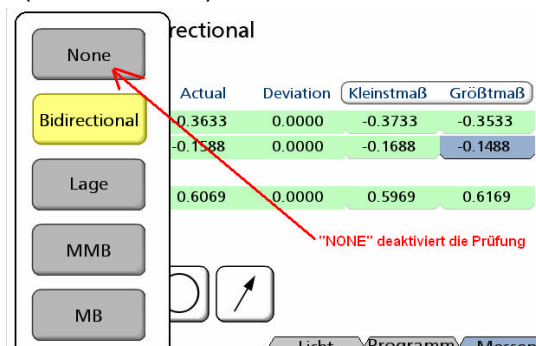 rectional
None
Actual Deviation Kleinstmaß Größtmaß
Bidirectional -0.3633 0.0000 -0.3733 -0.3533
-0.1588 0.0000 -0.1688 -0.1488
Lage 0.6069 0.0000 0.5969 0.6169
"NONE" deaktiviert die Prüfung
MMB
MB
Licht Programm Messen